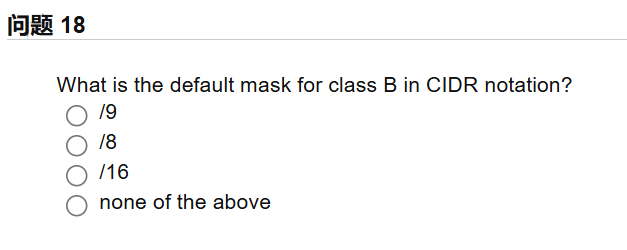 问题 18
What is the default mask for class B in CIDR notation?
/9
/8
/16
none of the above